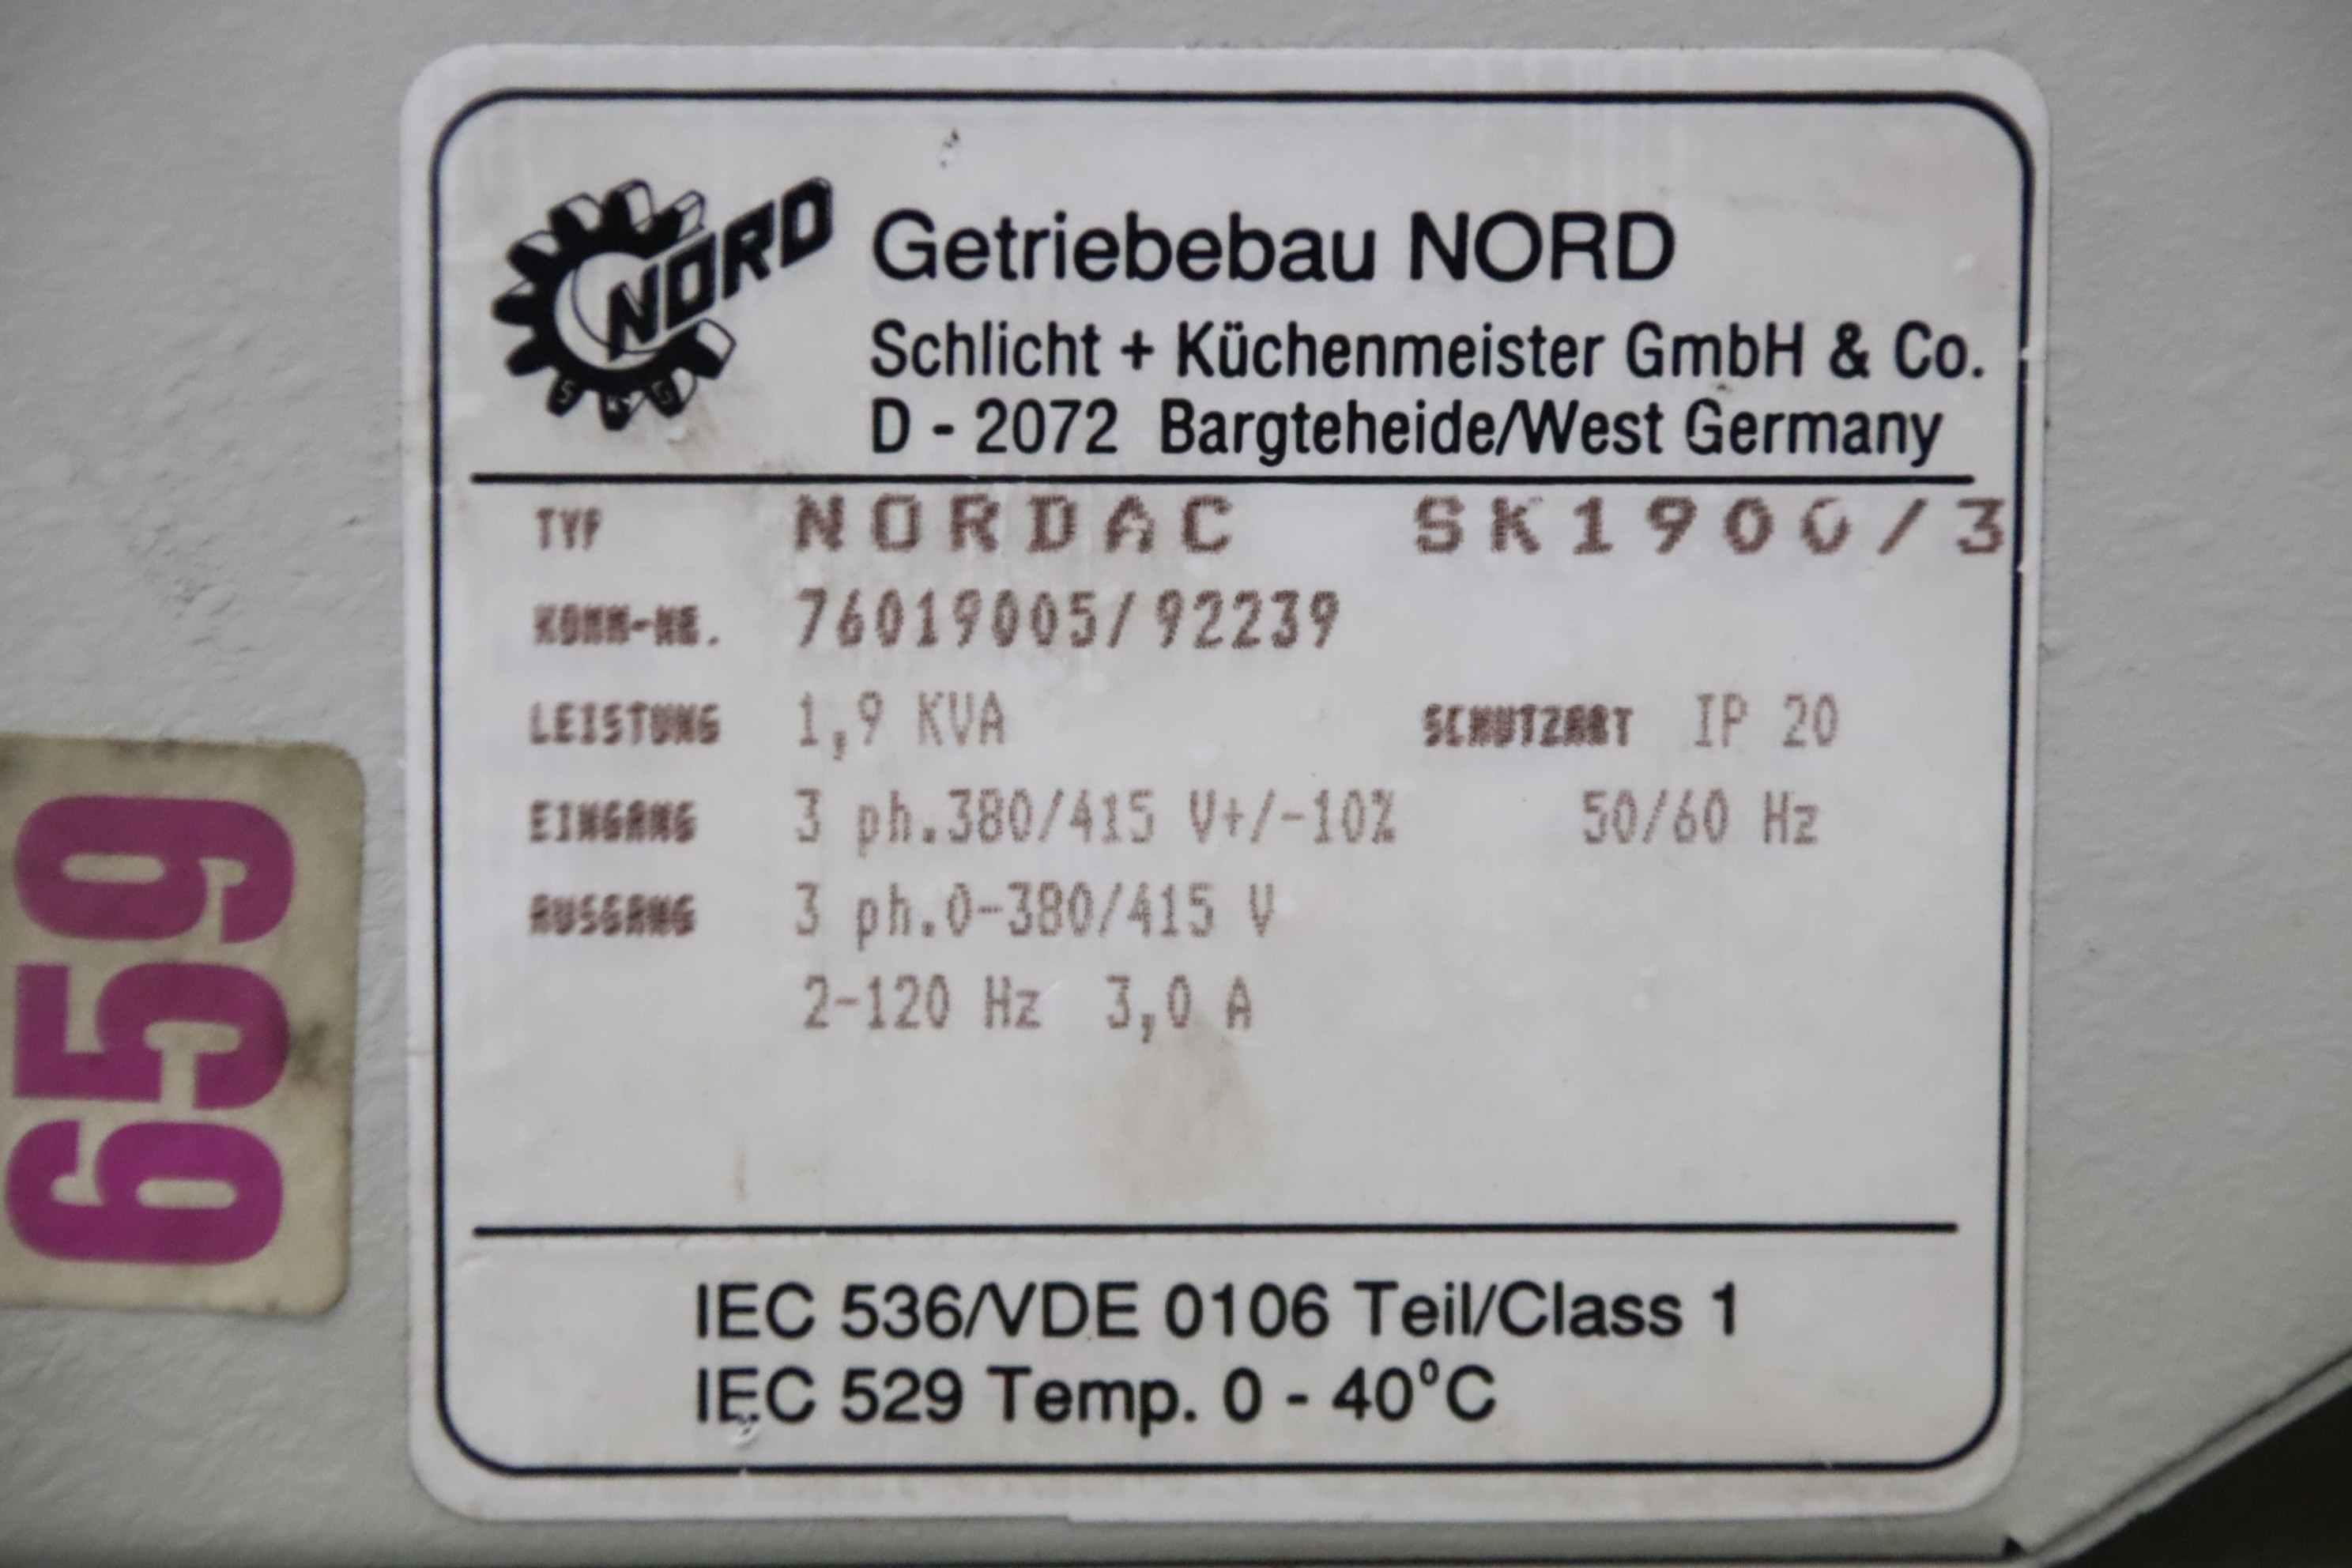 NORD
S K G
Getriebebau NORD
Schlicht + Küchenmeister GmbH & Co.
D - 2072 Bargteheide/West Germany
TYP NORDAC SK1900/3
KOMM-NR. 76019005/92239
LEISTUNG 1,9 KVA SCHUTZART IP 20
EINGANG 3 ph.380/415 V+/-10% 50/60 Hz
AUSGANG 3 ph.0-380/415 V
2-120 Hz 3,0 A
IEC 536/VDE 0106 Teil/Class 1
IEC 529 Temp. 0 - 40°C
659